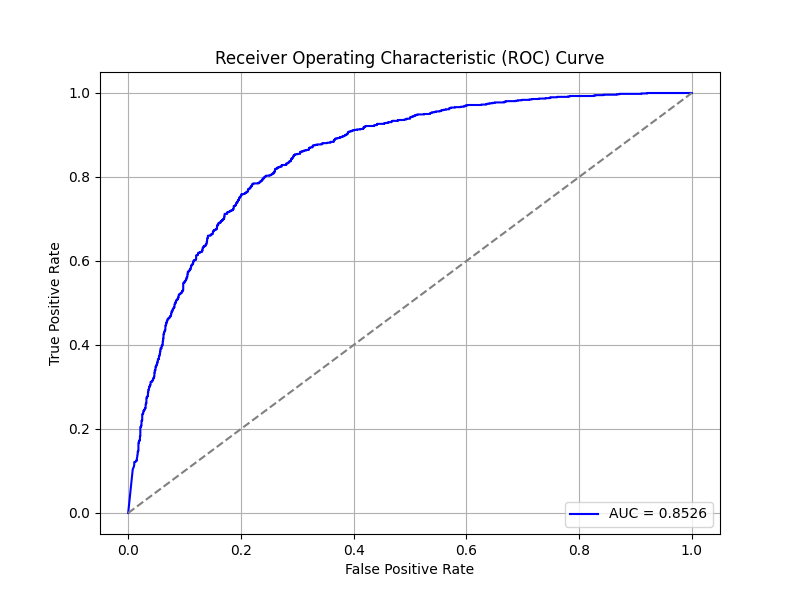 Receiver Operating Characteristic (ROC) Curve
True Positive Rate
1.0
0.8
0.6
0.4
0.2
0.0
AUC = 0.8526
0.0 0.2 0.4 0.6 0.8 1.0
False Positive Rate